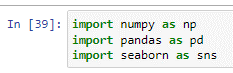 In [39]: import numpy as np
import pandas as pd
import seaborn as sns